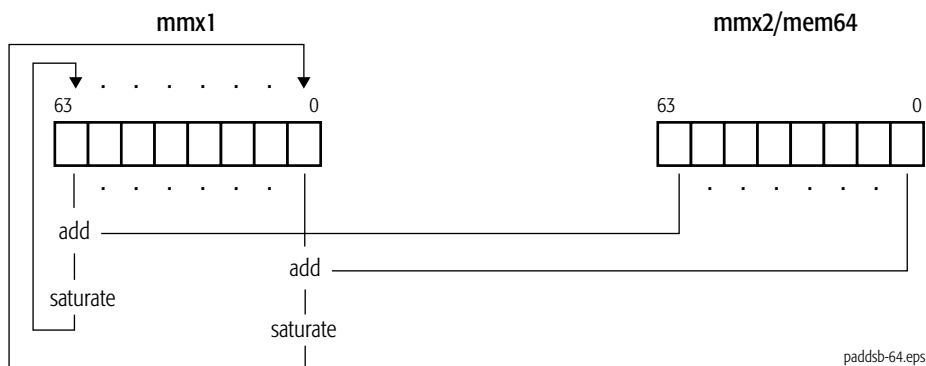 mmx1
mmx2/mem64
. . . . . .
63
0
63
0
. . . . . .
. . . . . .
add
add
saturate
saturate
paddsb-64.eps